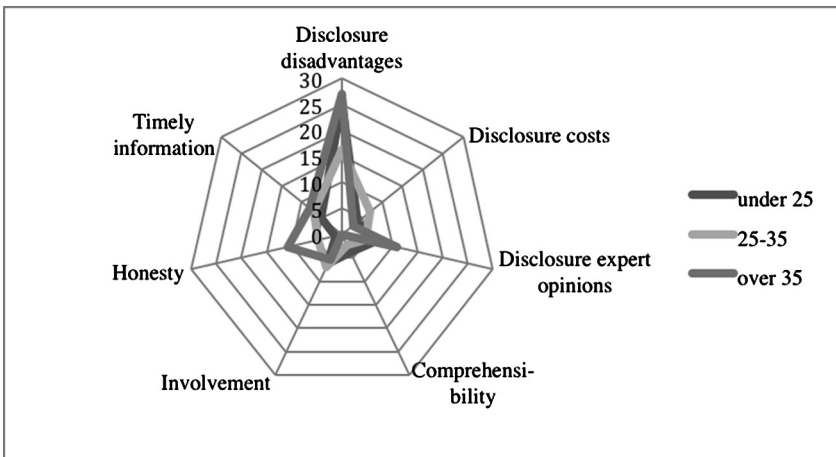 Disclosure
disadvantages
30
25
20
15
10
5
0
Timely
information
Disclosure costs
Honesty
Disclosure expert
opinions
Involvement
Comprehensi-
bility
under 25
25-35
over 35